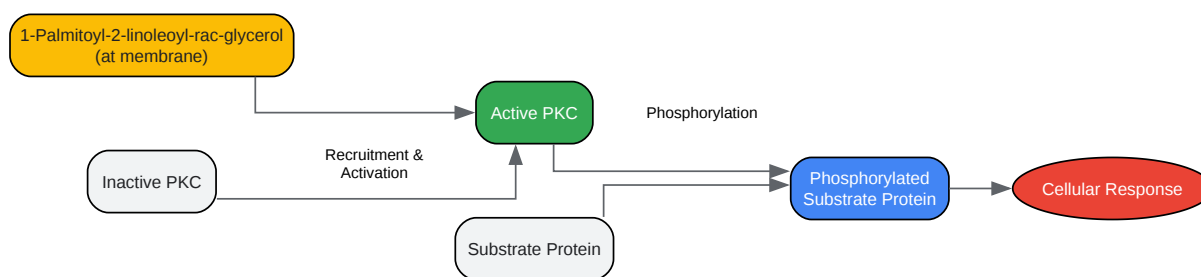 1-Palmitoyl-2-linoleoyl-rac-glycerol
(at membrane)
Active PKC
Phosphorylation
Recruitment &
Activation
Inactive PKC
Phosphorylated
Substrate Protein
Cellular Response
Substrate Protein